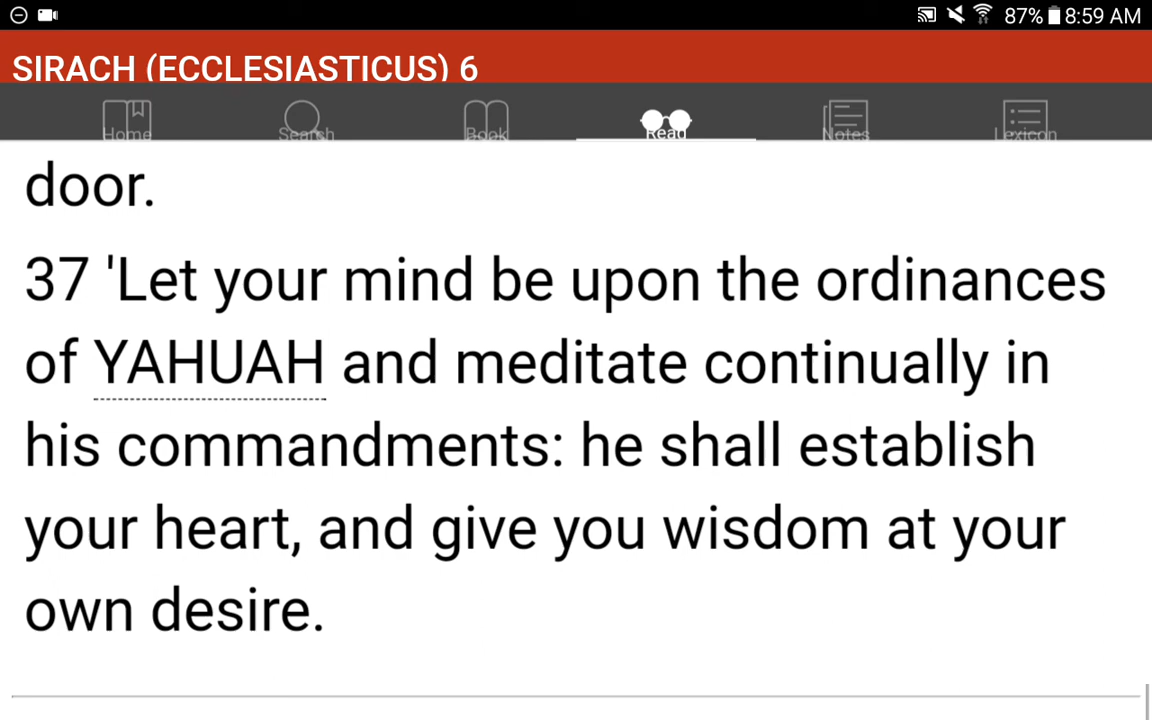 87% 8:59 AM
SIRACH (ECCLESIASTICUS) 6
Home Search Book Read Notes Lexicon
door.
37 'Let your mind be upon the ordinances
of YAHUAH and meditate continually in
his commandments: he shall establish
your heart, and give you wisdom at your
own desire.